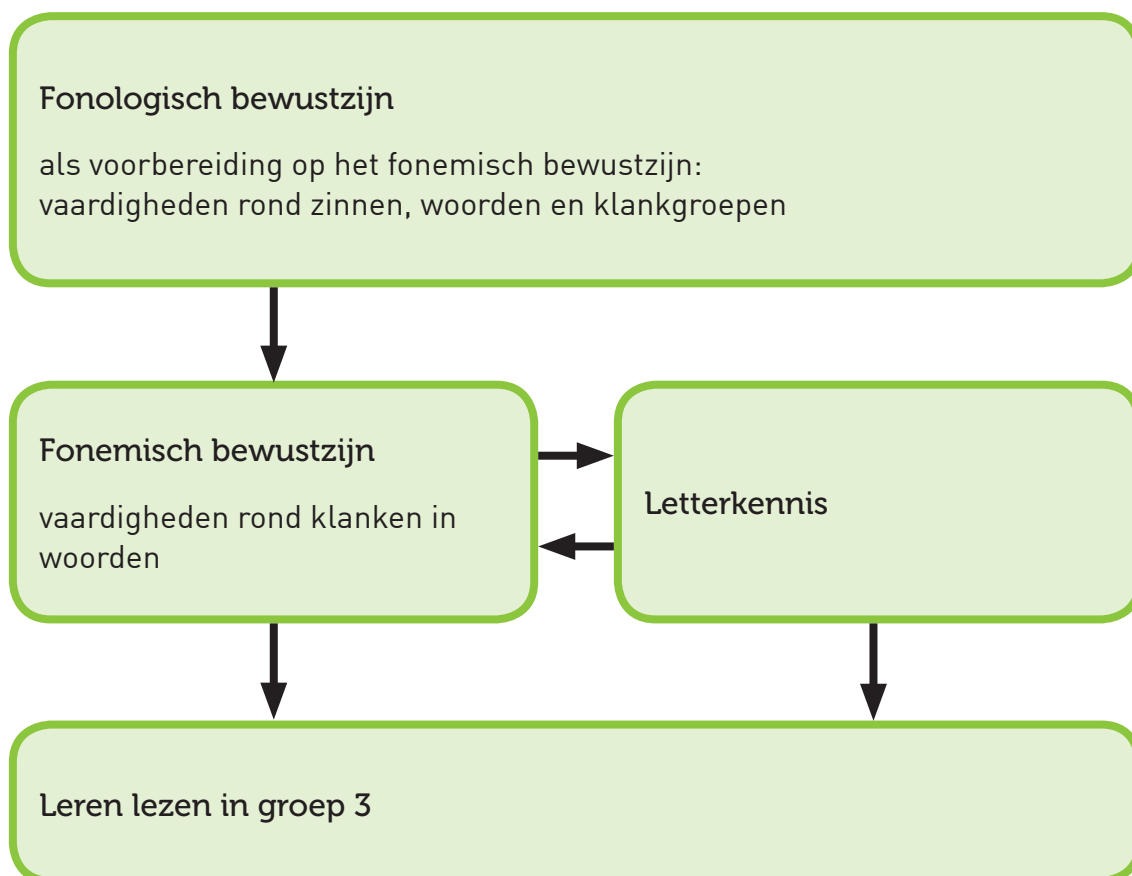 Fonologisch bewustzijn
als voorbereiding op het fonemisch bewustzijn:
vaardigheden rond zinnen, woorden en klankgroepen
Fonemisch bewustzijn
vaardigheden rond klanken in
woorden
Letterkennis
Leren lezen in groep 3